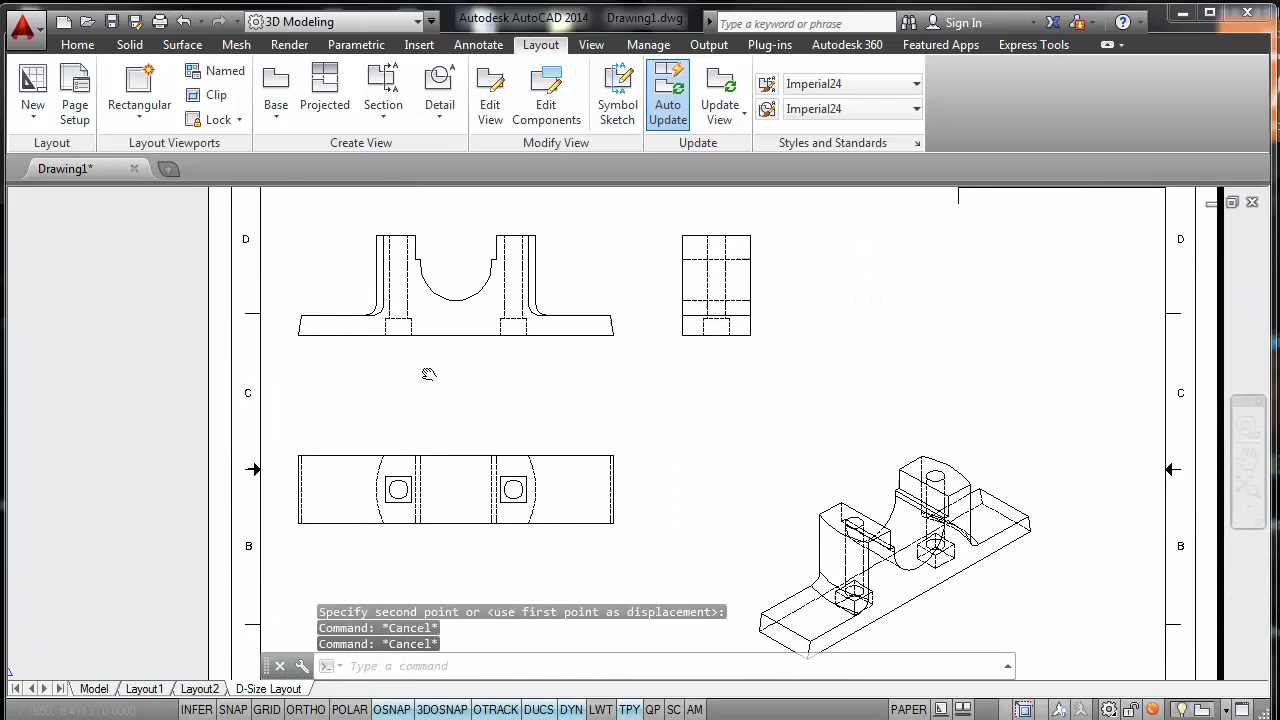 3D Modeling
Autodesk AutoCAD 2014 Drawing1.dwg
Type a keyword or phrase
Sign In
Home Solid Surface Mesh Render Parametric Insert Annotate Layout View Manage Output Plug-ins Autodesk 360 Featured Apps Express Tools
New
Page Setup
Rectangular
Named
Clip
Lock
Base
Projected
Section
Detail
Edit View
Edit Components
Symbol Sketch
Auto Update
Update View
Imperial24
Imperial24
Layout Layout Viewports Create View Modify View Update Styles and Standards
Drawing1*
D D
C C
B B
Specify second point or <use first point as displacement>:
Command: *Cancel*
Command: *Cancel*
Type a command
Model Layout1 Layout2 D-Size Layout
INFER SNAP GRID ORTHO POLAR OSNAP 3DOSNAP OTRACK DUCS DYN LWT TPY QP SC AM PAPER